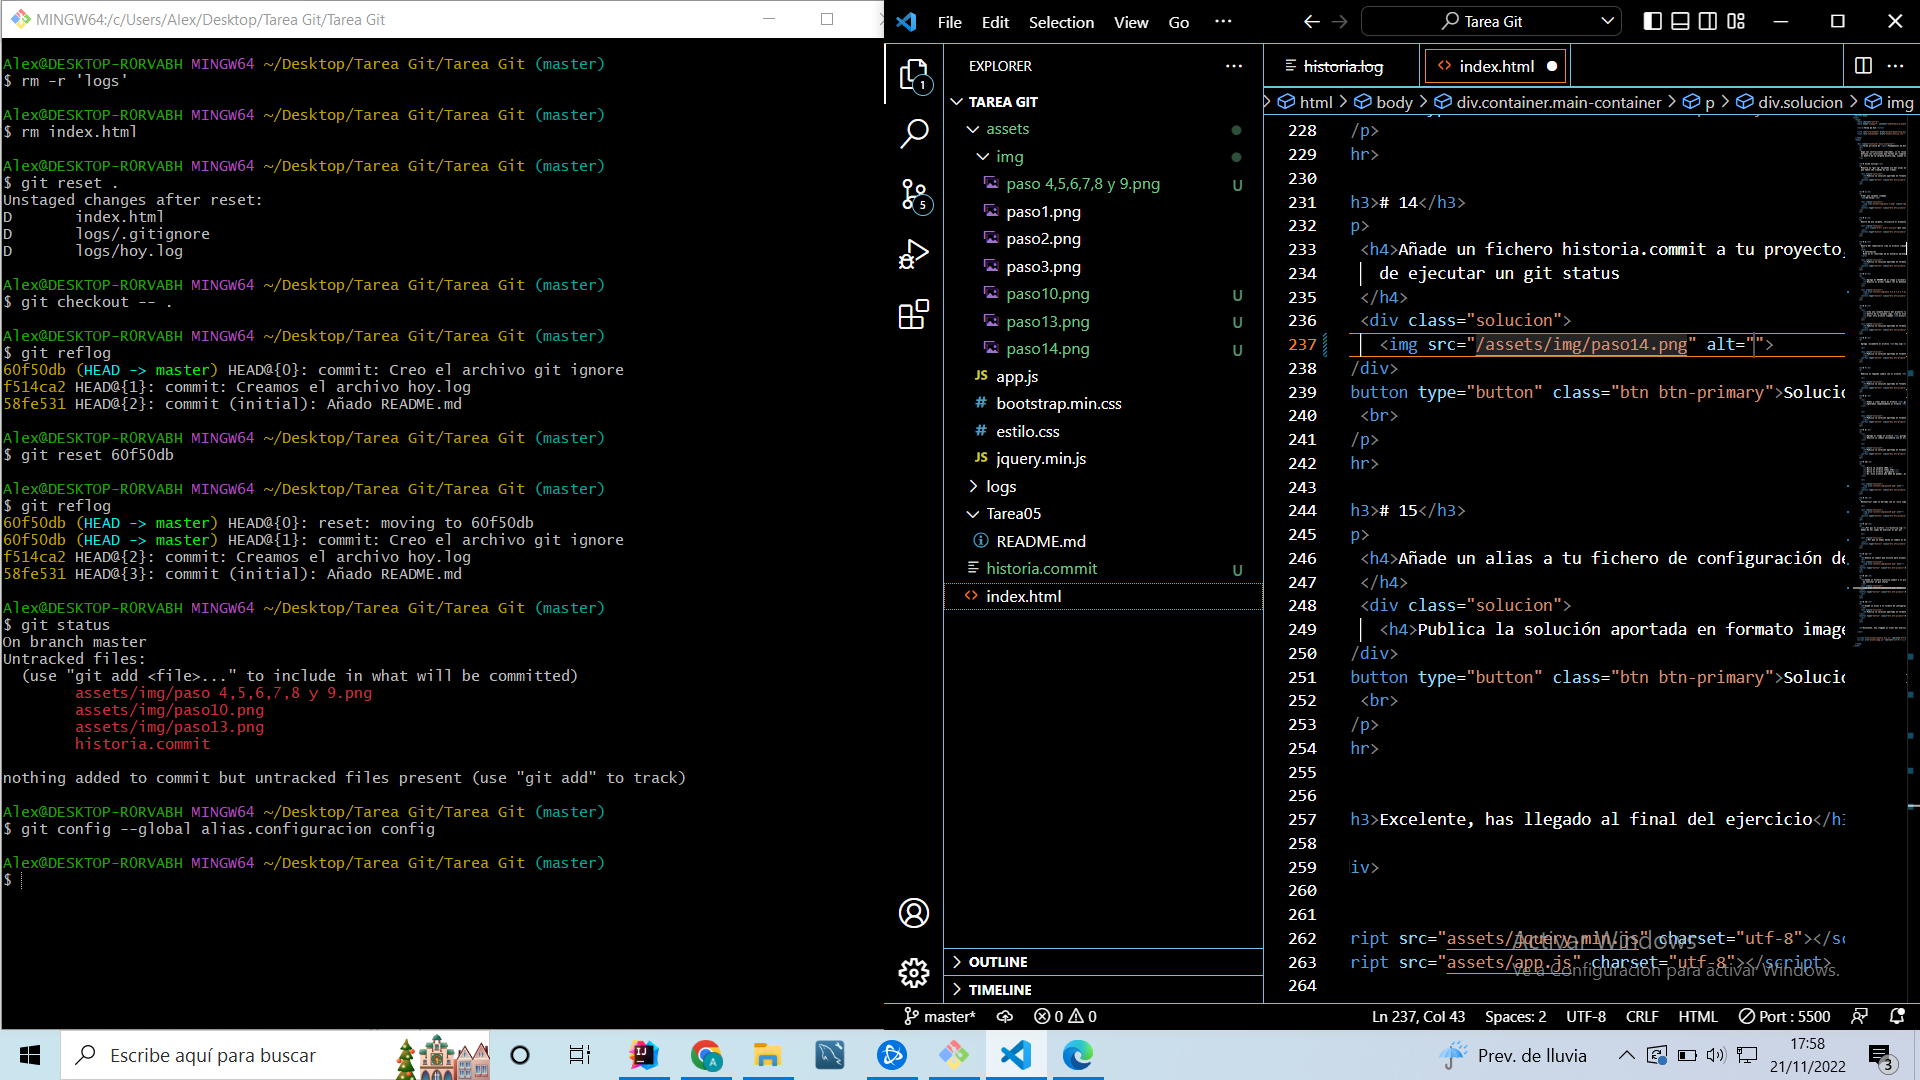 MINGW64:/c/Users/Alex/Desktop/Tarea Git/Tarea Git
Alex@DESKTOP-R0RVABH MINGW64 ~/Desktop/Tarea Git/Tarea Git (master)
$ rm -r 'logs'
Alex@DESKTOP-R0RVABH MINGW64 ~/Desktop/Tarea Git/Tarea Git (master)
$ rm index.html
Alex@DESKTOP-R0RVABH MINGW64 ~/Desktop/Tarea Git/Tarea Git (master)
$ git reset .
Unstaged changes after reset:
D index.html
D logs/.gitignore
D logs/hoy.log
Alex@DESKTOP-R0RVABH MINGW64 ~/Desktop/Tarea Git/Tarea Git (master)
$ git checkout -- .
Alex@DESKTOP-R0RVABH MINGW64 ~/Desktop/Tarea Git/Tarea Git (master)
$ git reflog
60f50db (HEAD -> master) HEAD@{0}: commit: Creo el archivo git ignore
f514ca2 HEAD@{1}: commit: Creamos el archivo hoy.log
58fe531 HEAD@{2}: commit (initial): Añado README.md
Alex@DESKTOP-R0RVABH MINGW64 ~/Desktop/Tarea Git/Tarea Git (master)
$ git reset 60f50db
Alex@DESKTOP-R0RVABH MINGW64 ~/Desktop/Tarea Git/Tarea Git (master)
$ git reflog
60f50db (HEAD -> master) HEAD@{0}: reset: moving to 60f50db
60f50db (HEAD -> master) HEAD@{1}: commit: Creo el archivo git ignore
f514ca2 HEAD@{2}: commit: Creamos el archivo hoy.log
58fe531 HEAD@{3}: commit (initial): Añado README.md
Alex@DESKTOP-R0RVABH MINGW64 ~/Desktop/Tarea Git/Tarea Git (master)
$ git status
On branch master
Untracked files:
(use "git add <file>..." to include in what will be committed)
assets/img/paso 4,5,6,7,8 y 9.png
assets/img/paso10.png
assets/img/paso13.png
historia.commit
nothing added to commit but untracked files present (use "git add" to track)
Alex@DESKTOP-R0RVABH MINGW64 ~/Desktop/Tarea Git/Tarea Git (master)
$ git config --global alias.configuracion config
Alex@DESKTOP-R0RVABH MINGW64 ~/Desktop/Tarea Git/Tarea Git (master)
$
File Edit Selection View Go ··· Tarea Git
1
5
EXPLORER ···
TAREA GIT
assets
img
paso 4,5,6,7,8 y 9.png U
paso1.png
paso2.png
paso3.png
paso10.png U
paso13.png U
paso14.png U
JS app.js
# bootstrap.min.css
# estilo.css
JS jquery.min.js
logs
Tarea05
README.md
historia.commit U
index.html
OUTLINE
TIMELINE
historia.log index.html ···
html > body > div.container.main-container > p > div.solucion > img
228 /p>
229 hr>
230
231 h3># 14</h3>
232 p>
233 <h4>Añade un fichero historia.commit a tu proyecto,
234 de ejecutar un git status
235 </h4>
236 <div class="solucion">
237 <img src="/assets/img/paso14.png" alt="">
238 /div>
239 button type="button" class="btn btn-primary">Soluci
240 <br>
241 /p>
242 hr>
243
244 h3># 15</h3>
245 p>
246 <h4>Añade un alias a tu fichero de configuración de
247 </h4>
248 <div class="solucion">
249 <h4>Publica la solución aportada en formato image
250 /div>
251 button type="button" class="btn btn-primary">Soluci
252 <br>
253 /p>
254 hr>
255
256
257 h3>Excelente, has llegado al final del ejercicio</h3
258
259 iv>
260
261
262 ript src="assets/jquery.min.js" charset="utf-8"></sc
263 ript src="assets/app.js" charset="utf-8"></script>
264
Activar Windows
Ve a Configuración para activar Windows.
master* 0 0 Ln 237, Col 43 Spaces: 2 UTF-8 CRLF HTML Port : 5500
Escribe aquí para buscar
Prev. de lluvia
17:58
21/11/2022
3